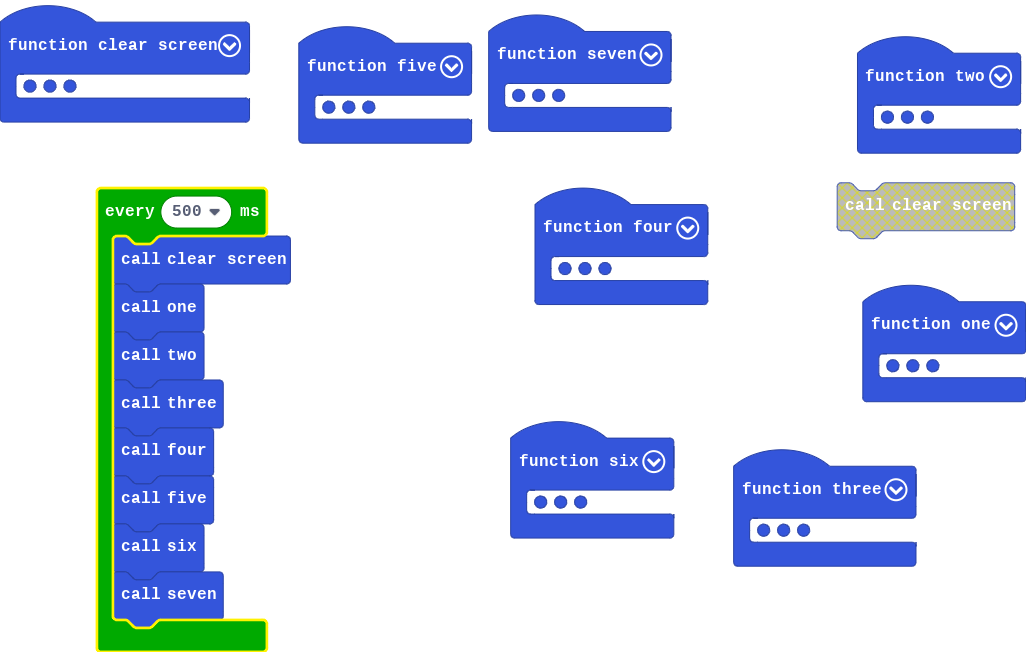 function clear screen
function five
function seven
function two
every 500 ms
call clear screen
call one
call two
call three
call four
call five
call six
call seven
function four
call clear screen
function one
function six
function three